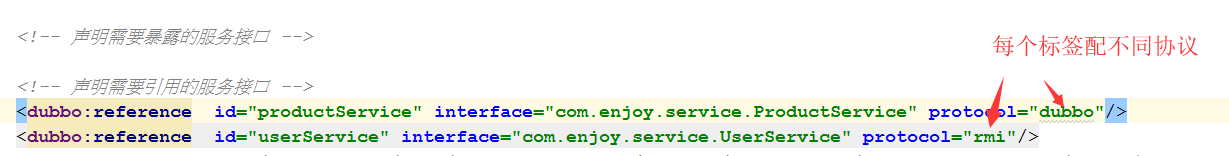 <!-- 声明需要暴露的服务接口 -->
每个标签配不同协议
<!-- 声明需要引用的服务接口 -->
<dubbo:reference  id="productService" interface="com.enjoy.service.ProductService" protocol="dubbo"/>
<dubbo:reference  id="userService" interface="com.enjoy.service.UserService" protocol="rmi"/>